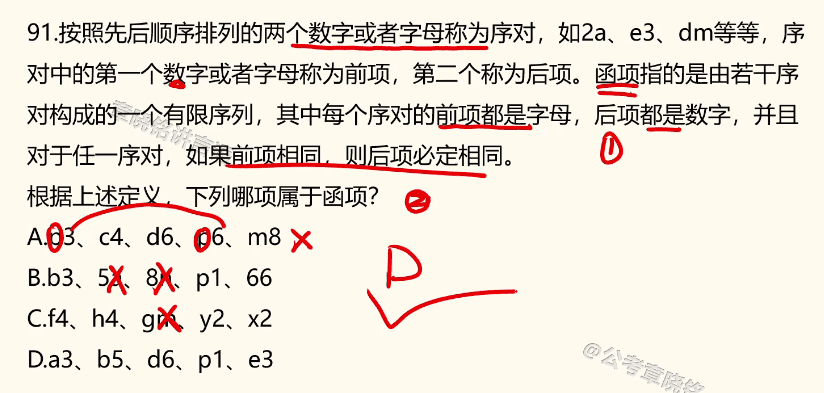 91.按照先后顺序排列的两个数字或者字母称为序对，如2a、e3、dm等等，序
对中的第一个数字或者字母称为前项，第二个称为后项。函项指的是由若干序
对构成的一个有限序列，其中每个序对的前项都是字母，后项都是数字，并且
对于任一序对，如果前项相同，则后项必定相同。
①
根据上述定义，下列哪项属于函项？
②
A.p3、c4、d6、p6、m8
B.b3、5a、8n、p1、66
D
C.f4、h4、gm、y2、x2
D.a3、b5、d6、p1、e3
@公考章晓铭